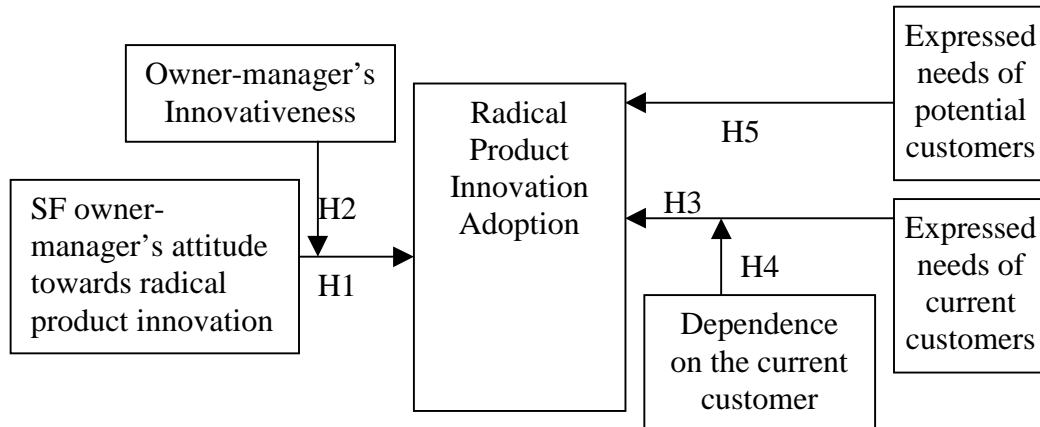 Owner-manager's
Innovativeness
SF owner-
manager's attitude
towards radical
product innovation
H2
H1
Radical
Product
Innovation
Adoption
H5
H3
H4
Expressed
needs of
potential
customers
Expressed
needs of
current
customers
Dependence
on the current
customer